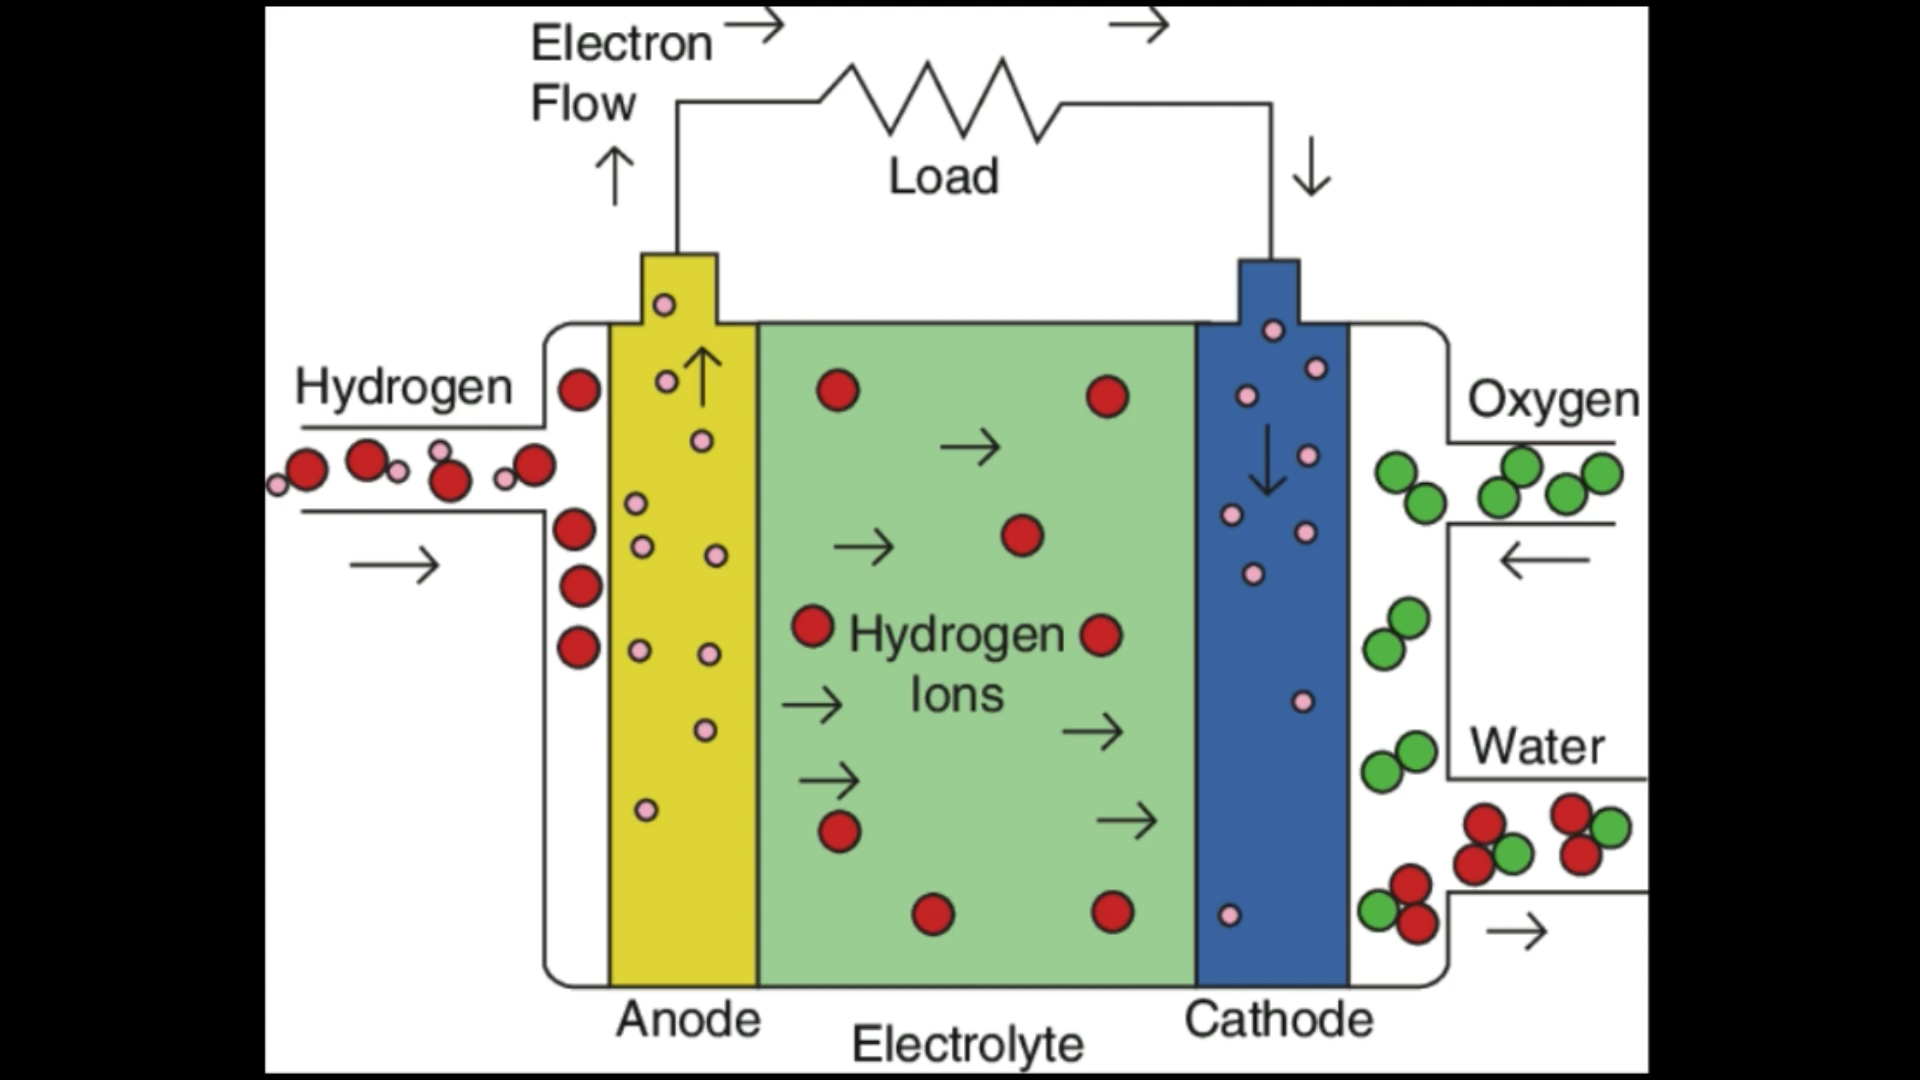 Electron
Flow
Load
Hydrogen
Oxygen
Hydrogen
Ions
Water
Anode
Cathode
Electrolyte